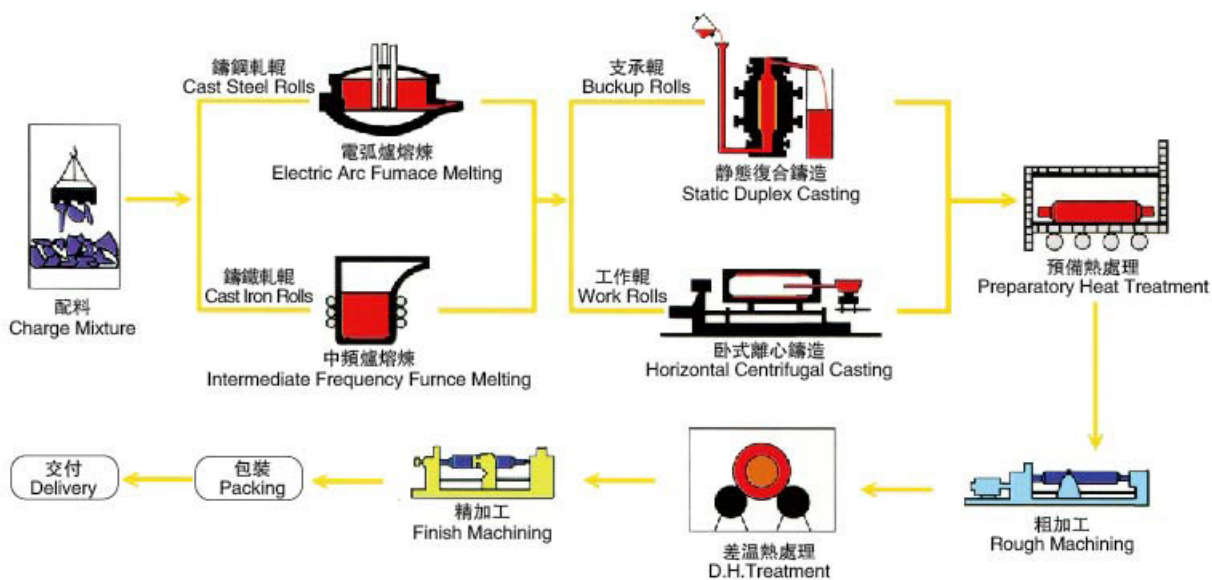 鑄鋼軋輥
Cast Steel Rolls
電弧爐熔煉
Electric Arc Fumace Melting
支承輥
Buckup Rolls
静態復合鑄造
Static Duplex Casting
配料
Charge Mixture
鑄鐵軋輥
Cast Iron Rolls
中頻爐熔煉
Intermediate Frequency Furnce Melting
工作輥
Work Rolls
卧式離心鑄造
Horizontal Centrifugal Casting
預備熱處理
Preparatory Heat Treatment
交付
Delivery
包裝
Packing
精加工
Finish Machining
差温熱處理
D.H.Treatment
粗加工
Rough Machining